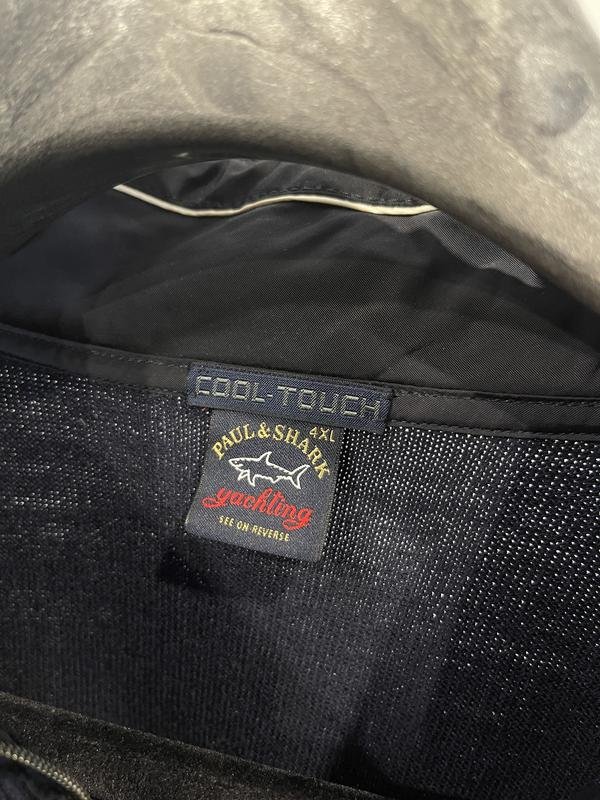 COOL-TOUCH
4XL
PAUL & SHARK
yachting
SEE ON REVERSE